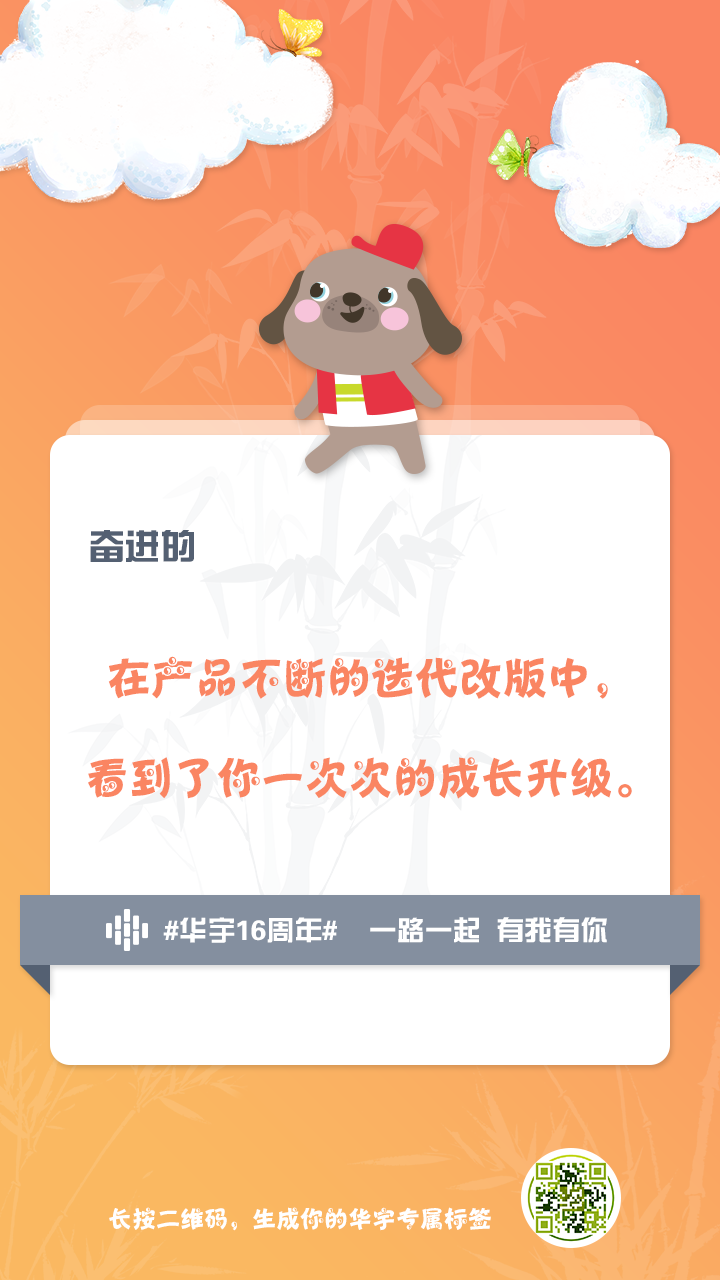 奋进的
在产品不断的迭代改版中，
看到了你一次次的成长升级。
#华宇16周年# 一路一起 有我有你
长按二维码，生成你的华宇专属标签